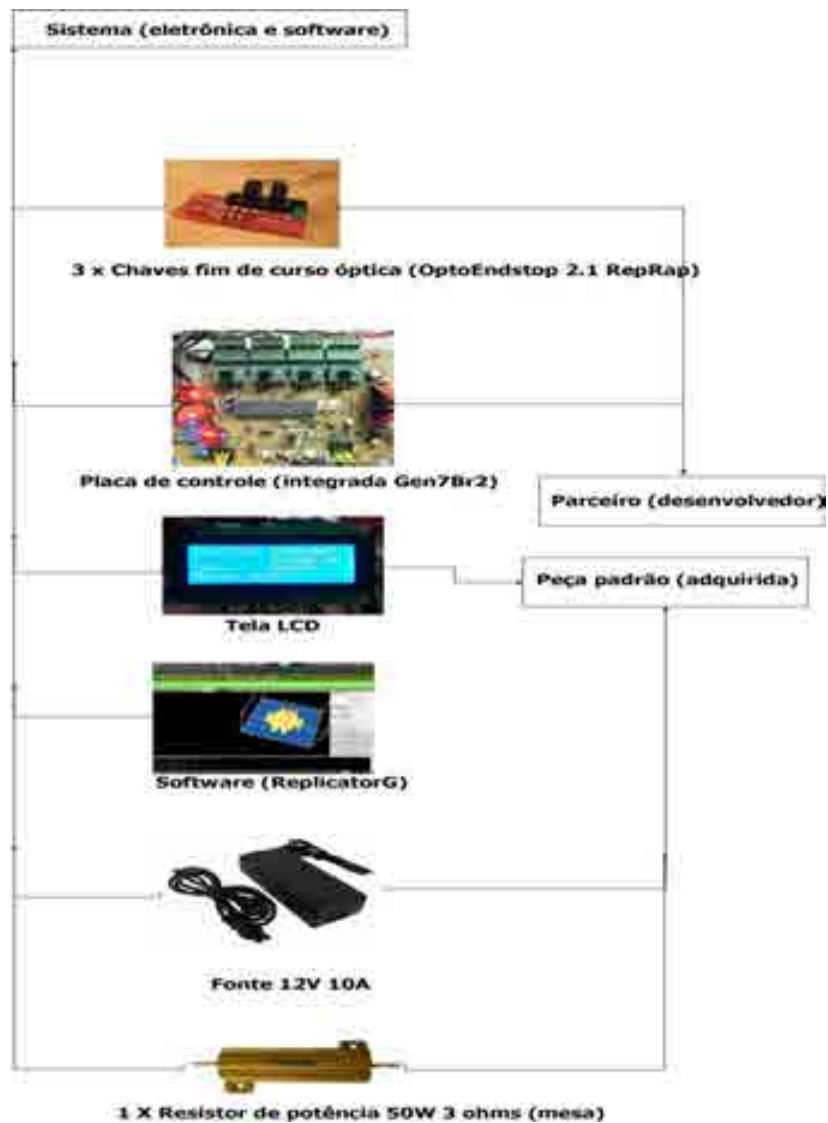 Sistema (eletrônica e software)
3 x Chaves fim de curso óptica (OptoEndstop 2.1 RepRap)
Placa de controle (integrada Gen7Br2)
Parceiro (desenvolvedor)
Peça padrão (adquirida)
Tela LCD
Software (ReplicatorG)
Fonte 12V 10A
1 X Resistor de potência 50W 3 ohms (mesa)